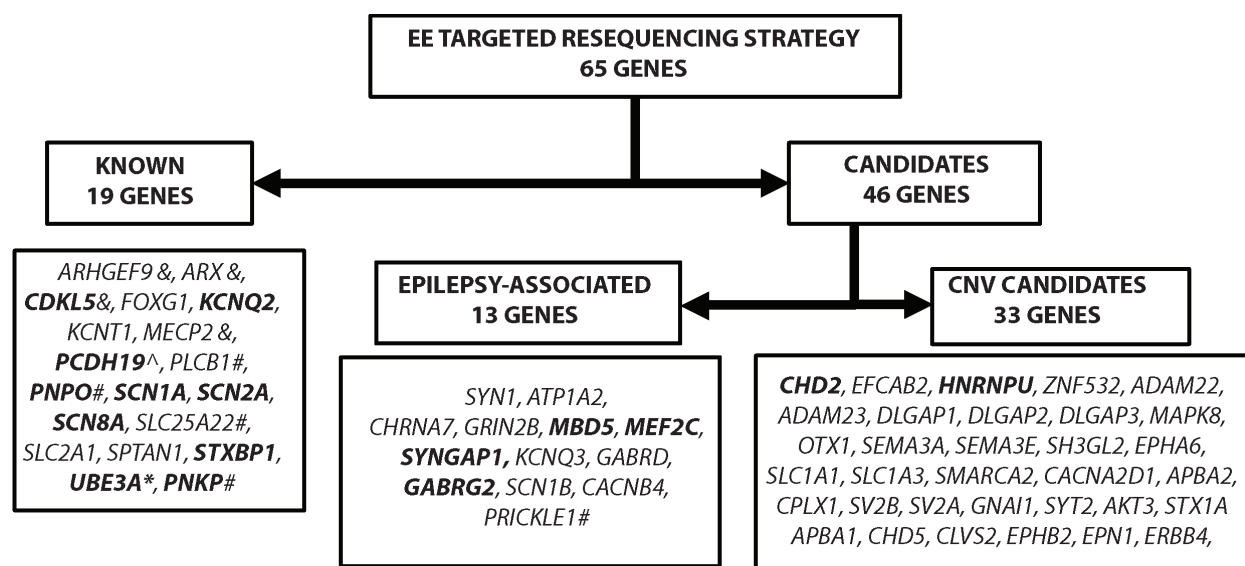 EE TARGETED RESEQUENCING STRATEGY
65 GENES
KNOWN
19 GENES
CANDIDATES
46 GENES
ARHGEF9 &, ARX &,
CDKL5&, FOXG1, KCNQ2,
KCNT1, MECP2 &,
PCDH19^, PLCB1#,
PNPO#, SCN1A, SCN2A,
SCN8A, SLC25A22#,
SLC2A1, SPTAN1, STXBP1,
UBE3A*, PNKP#
EPILEPSY-ASSOCIATED
13 GENES
CNV CANDIDATES
33 GENES
SYN1, ATP1A2,
CHRNA7, GRIN2B, MBD5, MEF2C,
SYNGAP1, KCNQ3, GABRD,
GABRG2, SCN1B, CACNB4,
PRICKLE1#
CHD2, EFCAB2, HNRNPU, ZNF532, ADAM22,
ADAM23, DLGAP1, DLGAP2, DLGAP3, MAPK8,
OTX1, SEMA3A, SEMA3E, SH3GL2, EPHA6,
SLC1A1, SLC1A3, SMARCA2, CACNA2D1, APBA2,
CPLX1, SV2B, SV2A, GNAI1, SYT2, AKT3, STX1A
APBA1, CHD5, CLVS2, EPHB2, EPN1, ERBB4,